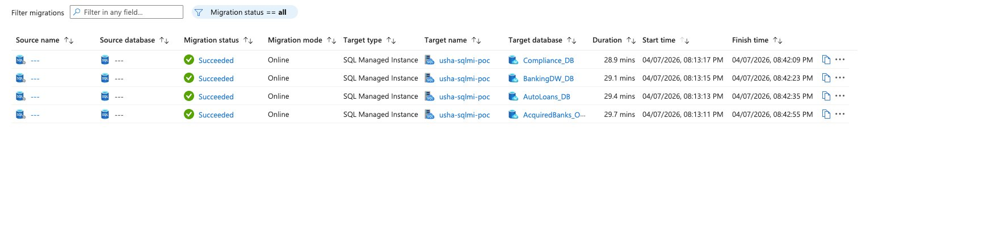 Filter migrations Filter in any field... Migration status == all
Source name Source database Migration status Migration mode Target type Target name Target database Duration Start time Finish time
--- --- Succeeded Online SQL Managed Instance usha-sqlmi-poc Compliance_DB 28.9 mins 04/07/2026, 08:13:17 PM 04/07/2026, 08:42:09 PM
--- --- Succeeded Online SQL Managed Instance usha-sqlmi-poc BankingDW_DB 29.1 mins 04/07/2026, 08:13:15 PM 04/07/2026, 08:42:23 PM
--- --- Succeeded Online SQL Managed Instance usha-sqlmi-poc AutoLoans_DB 29.4 mins 04/07/2026, 08:13:13 PM 04/07/2026, 08:42:35 PM
--- --- Succeeded Online SQL Managed Instance usha-sqlmi-poc AcquiredBanks_O... 29.7 mins 04/07/2026, 08:13:11 PM 04/07/2026, 08:42:55 PM